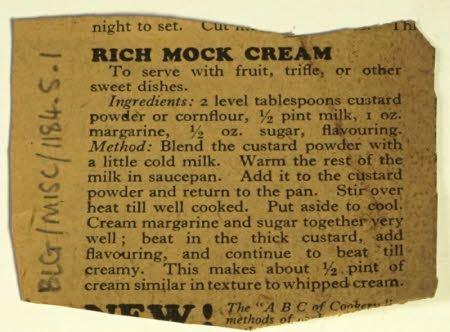 night to set. Cut
RICH MOCK CREAM
To serve with fruit, trifle, or other
sweet dishes.
Ingredients: 2 level tablespoons custard
powder or cornflour, ½ pint milk, 1 oz.
margarine, ½ oz. sugar, flavouring.
Method: Blend the custard powder with
a little cold milk. Warm the rest of the
milk in saucepan. Add it to the custard
powder and return to the pan. Stir over
heat till well cooked. Put aside to cool.
Cream margarine and sugar together very
well; beat in the thick custard, add
flavouring, and continue to beat till
creamy. This makes about ½ pint of
cream similar in texture to whipped cream.
NEW! The "A B C of Cookery"
methods of
BLG/MISC/1184.S.1